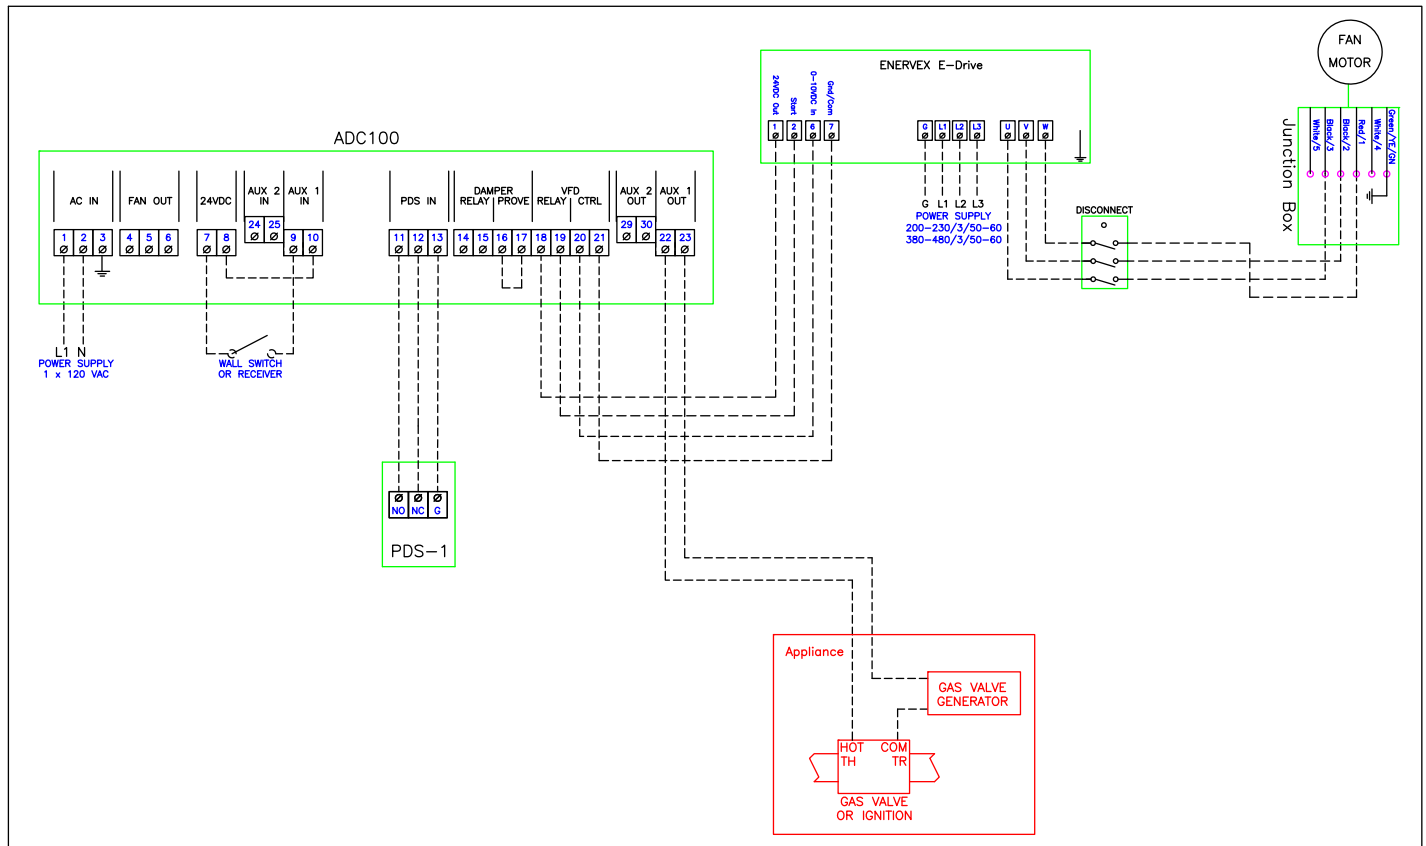 FAN
MOTOR
ENERVEX E-Drive
24VDC Out
Start
0-10VDC In
Gnd/Com
1 2 6 7
G L1 L2 L3
U V W
G L1 L2 L3
POWER SUPPLY
200-230/3/50-60
380-480/3/50-60
DISCONNECT
Junction Box
White/5
Black/3
Black/2
Red/1
White/4
Green/YE/GN
ADC100
AC IN
FAN OUT
24VDC
AUX 2
IN
AUX 1
IN
PDS IN
DAMPER
RELAY PROVE
VFD
RELAY CTRL
AUX 2
OUT
AUX 1
OUT
1 2 3
4 5 6
7 8
24 25
9 10
11 12 13
14 15 16 17 18 19 20 21
29 30
22 23
L1 N
POWER SUPPLY
1 x 120 VAC
WALL SWITCH
OR RECEIVER
NO NC G
PDS-1
Appliance
GAS VALVE
GENERATOR
HOT COM
TH TR
GAS VALVE
OR IGNITION